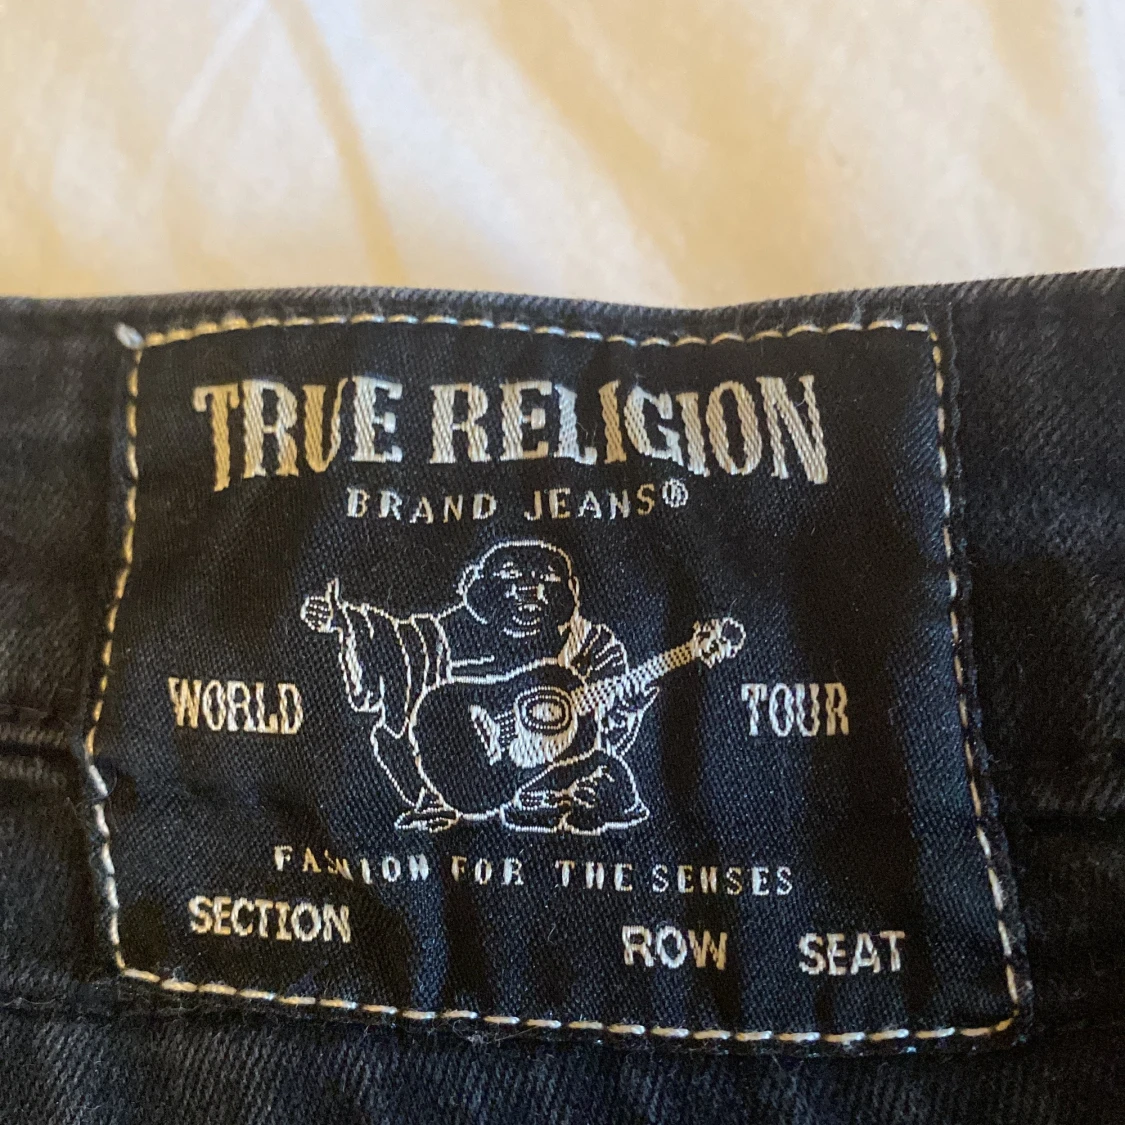 TRUE RELIGION
BRAND JEANS®
WORLD TOUR
FASHION FOR THE SENSES
SECTION ROW SEAT